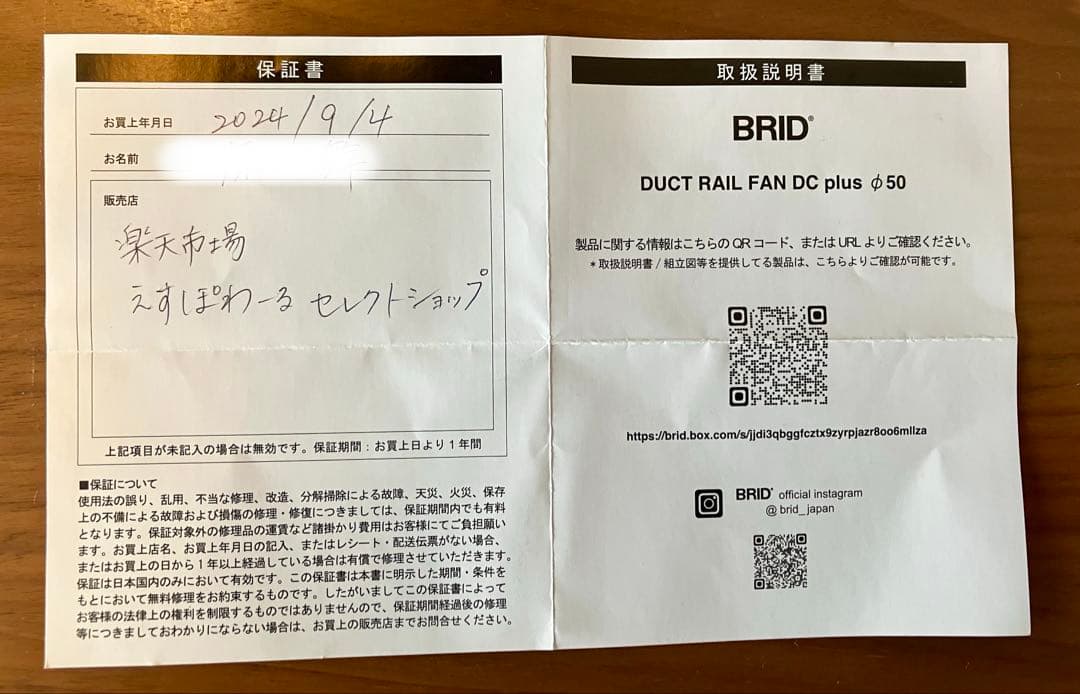 保証書
お買上年月日 2024/9/4
お名前
販売店
楽天市場
えすぽわーる セレクトショップ
上記項目が未記入の場合は無効です。保証期間:お買上日より1年間
■保証について
使用法の誤り、乱用、不当な修理、改造、分解掃除による故障、天災、火災、保存
上の不備による故障および損傷の修理・修復につきましては、保証期間内でも有料
となります。保証対象外の修理品の運賃など諸掛かり費用はお客様にてご負担願い
ます。お買上店名、お買上年月日の記入、またはレシート・配送伝票がない場合、
またはお買上の日から1年以上経過している場合は有償で修理させていただきます。
保証は日本国内のみにおいて有効です。この保証書は本書に明示した期間・条件を
もとにおいて無料修理をお約束するものです。したがいましてこの保証書によって
お客様の法律上の権利を制限するものではありませんので、保証期間経過後の修理
等につきましておわかりにならない場合は、お買上の販売店までお問合せください。
取扱説明書
BRID®
DUCT RAIL FAN DC plus φ50
製品に関する情報はこちらの QR コード、または URL よりご確認ください。
*取扱説明書/組立図等を提供してる製品は、こちらよりご確認が可能です。
https://brid.box.com/s/jjdi3qbggfcztx9zyrpjazr8oo6mllza
BRID® official instagram
@ brid_japan